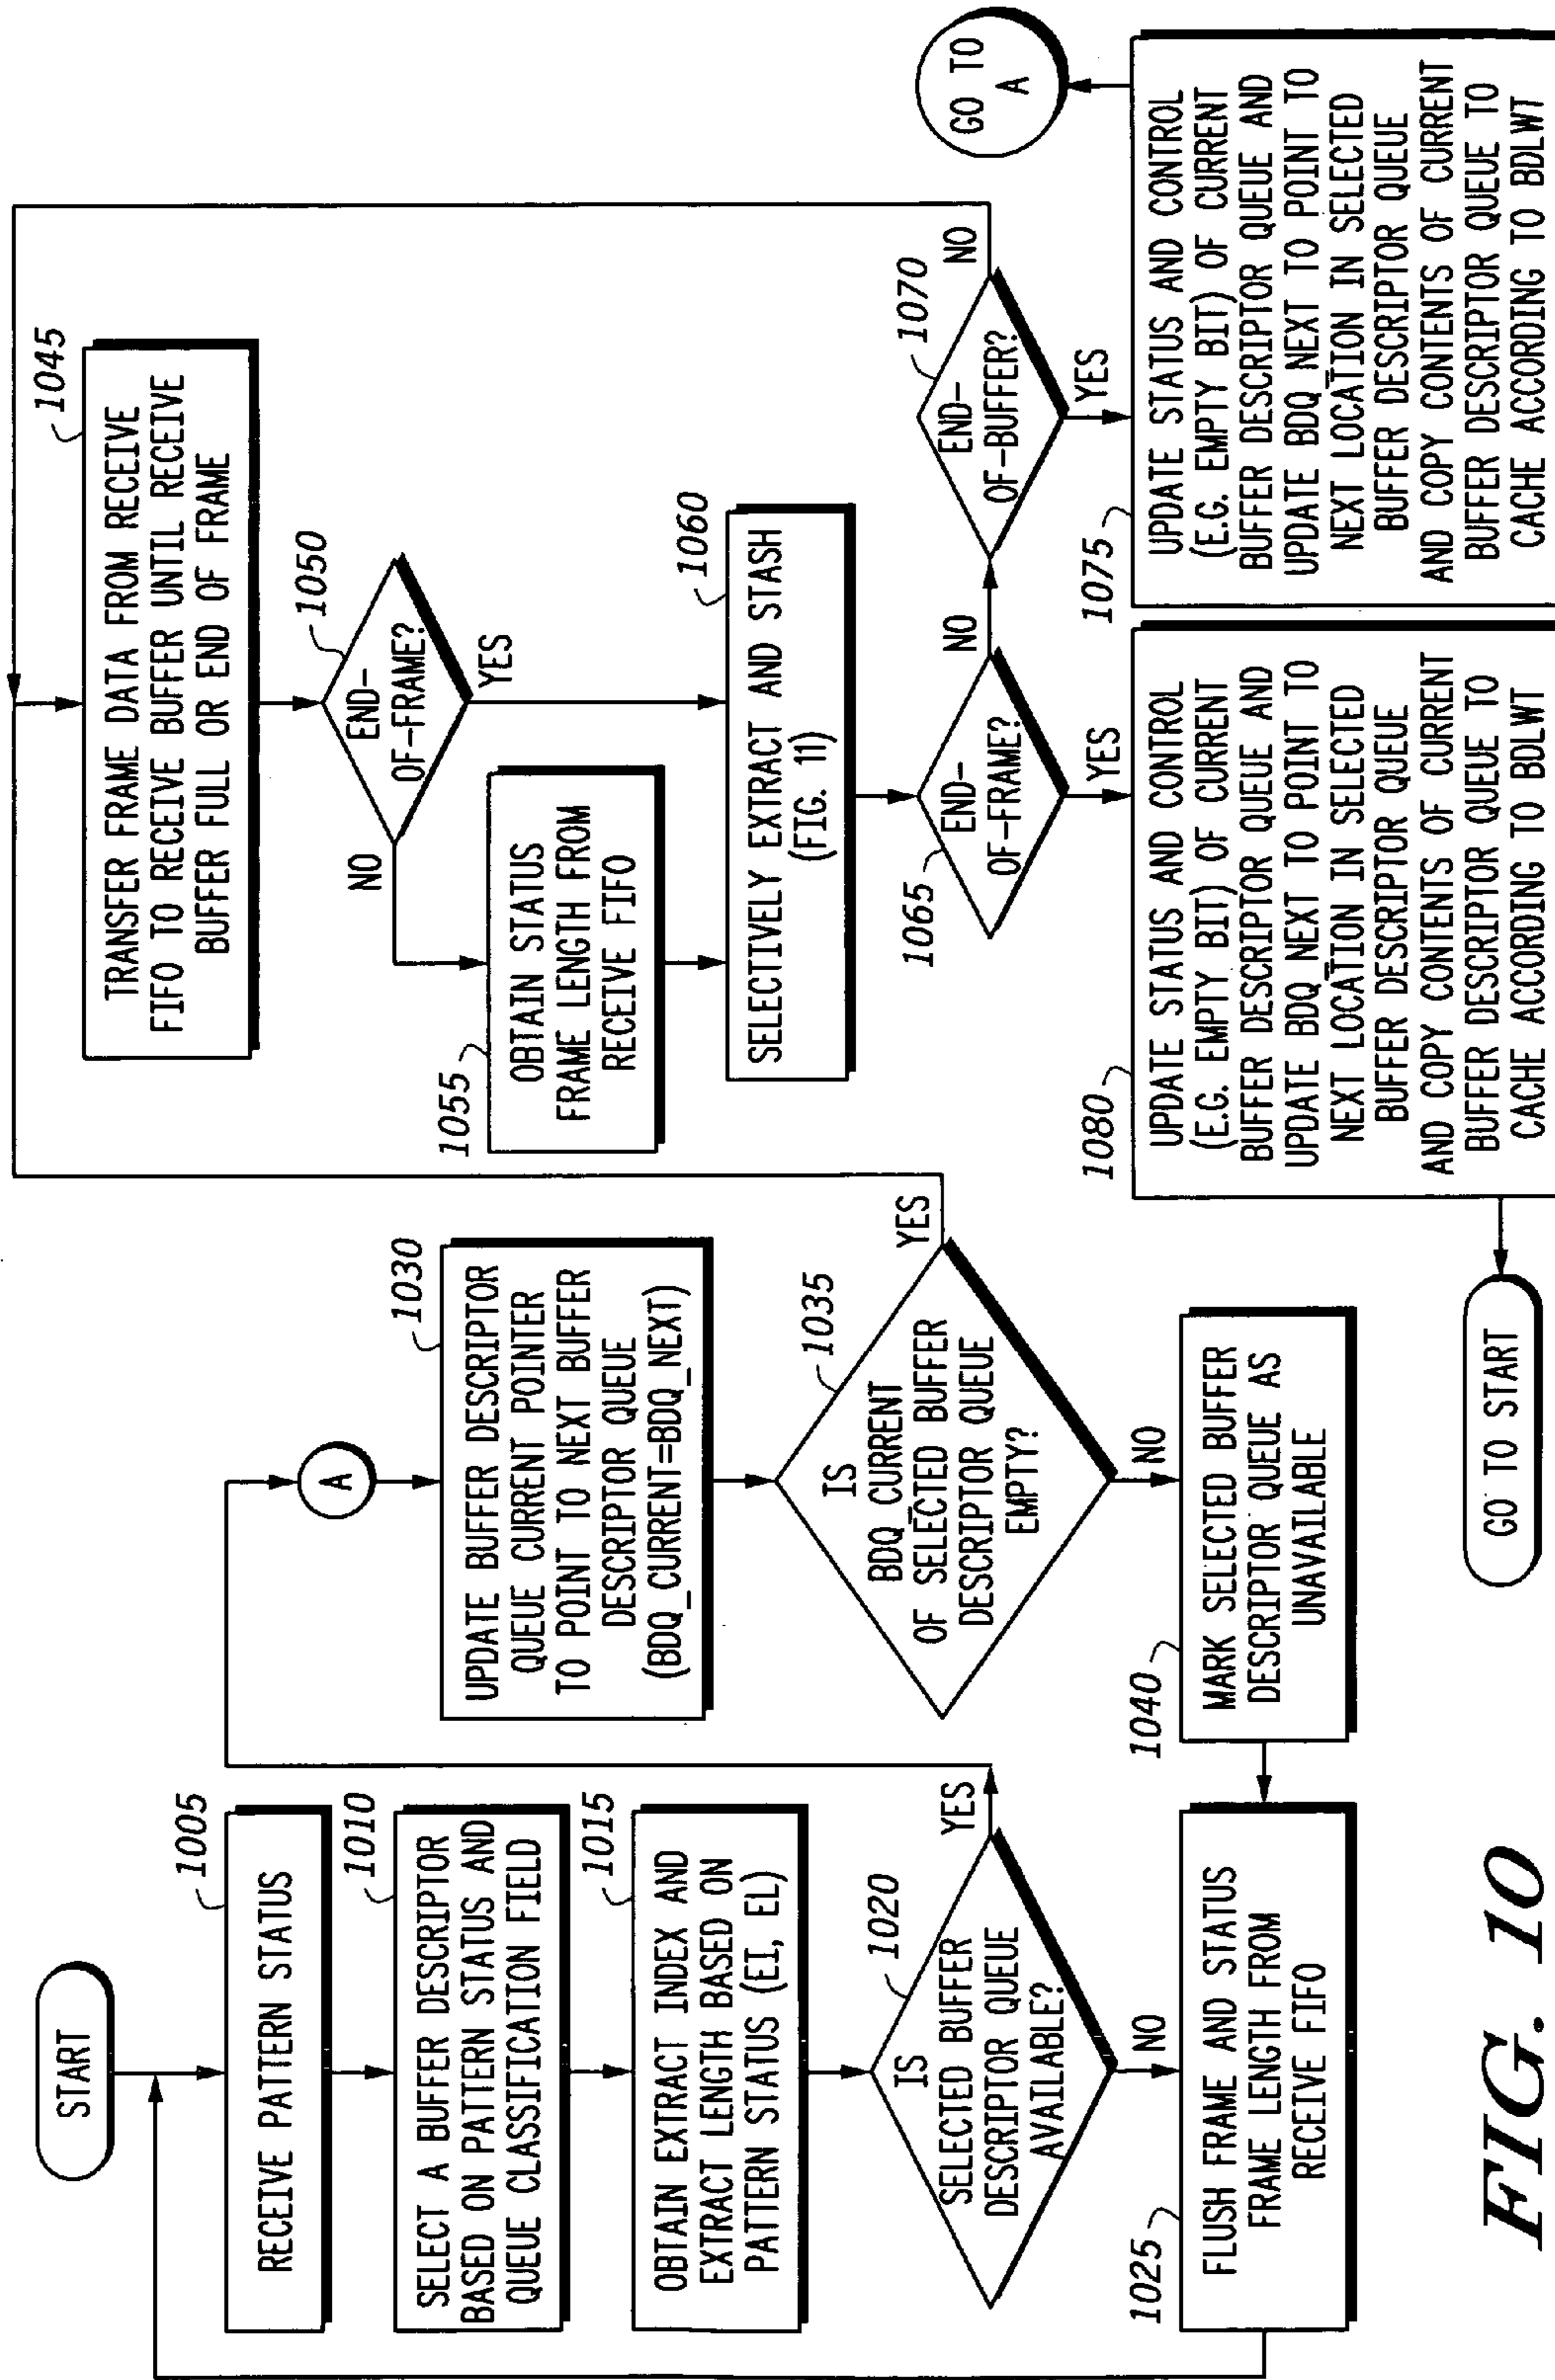 START
1005
RECEIVE PATTERN STATUS
1010
SELECT A BUFFER DESCRIPTOR
BASED ON PATTERN STATUS AND
QUEUE CLASSIFICATION FIELD
1015
OBTAIN EXTRACT INDEX AND
EXTRACT LENGTH BASED ON
PATTERN STATUS (EI, EL)
1020
IS
SELECTED BUFFER
DESCRIPTOR QUEUE
AVAILABLE?
YES
NO
1025
FLUSH FRAME AND STATUS
FRAME LENGTH FROM
RECEIVE FIFO
A
1030
UPDATE BUFFER DESCRIPTOR
QUEUE CURRENT POINTER
TO POINT TO NEXT BUFFER
DESCRIPTOR QUEUE
(BDQ_CURRENT=BDQ_NEXT)
1035
IS
BDQ_CURRENT
OF SELECTED BUFFER
DESCRIPTOR QUEUE
EMPTY?
YES
NO
1040
MARK SELECTED BUFFER
DESCRIPTOR QUEUE AS
UNAVAILABLE
1045
TRANSFER FRAME DATA FROM RECEIVE
FIFO TO RECEIVE BUFFER UNTIL RECEIVE
BUFFER FULL OR END OF FRAME
1050
END-
OF-FRAME?
NO
YES
1055
OBTAIN STATUS
FRAME LENGTH FROM
RECEIVE FIFO
1060
SELECTIVELY EXTRACT AND STASH
(FIG. 11)
1065
END-
OF-FRAME?
NO
YES
1070
END-
OF-BUFFER?
NO
YES
1080
UPDATE STATUS AND CONTROL
(E.G. EMPTY BIT) OF CURRENT
BUFFER DESCRIPTOR QUEUE AND
UPDATE BDQ_NEXT TO POINT TO
NEXT LOCATION IN SELECTED
BUFFER DESCRIPTOR QUEUE
AND COPY CONTENTS OF CURRENT
BUFFER DESCRIPTOR QUEUE TO
CACHE ACCORDING TO BDLWT
GO TO START
1075
UPDATE STATUS AND CONTROL
(E.G. EMPTY BIT) OF CURRENT
BUFFER DESCRIPTOR QUEUE AND
UPDATE BDQ_NEXT TO POINT TO
NEXT LOCATION IN SELECTED
BUFFER DESCRIPTOR QUEUE
AND COPY CONTENTS OF CURRENT
BUFFER DESCRIPTOR QUEUE TO
CACHE ACCORDING TO BDLWT
GO TO
A
FIG. 10